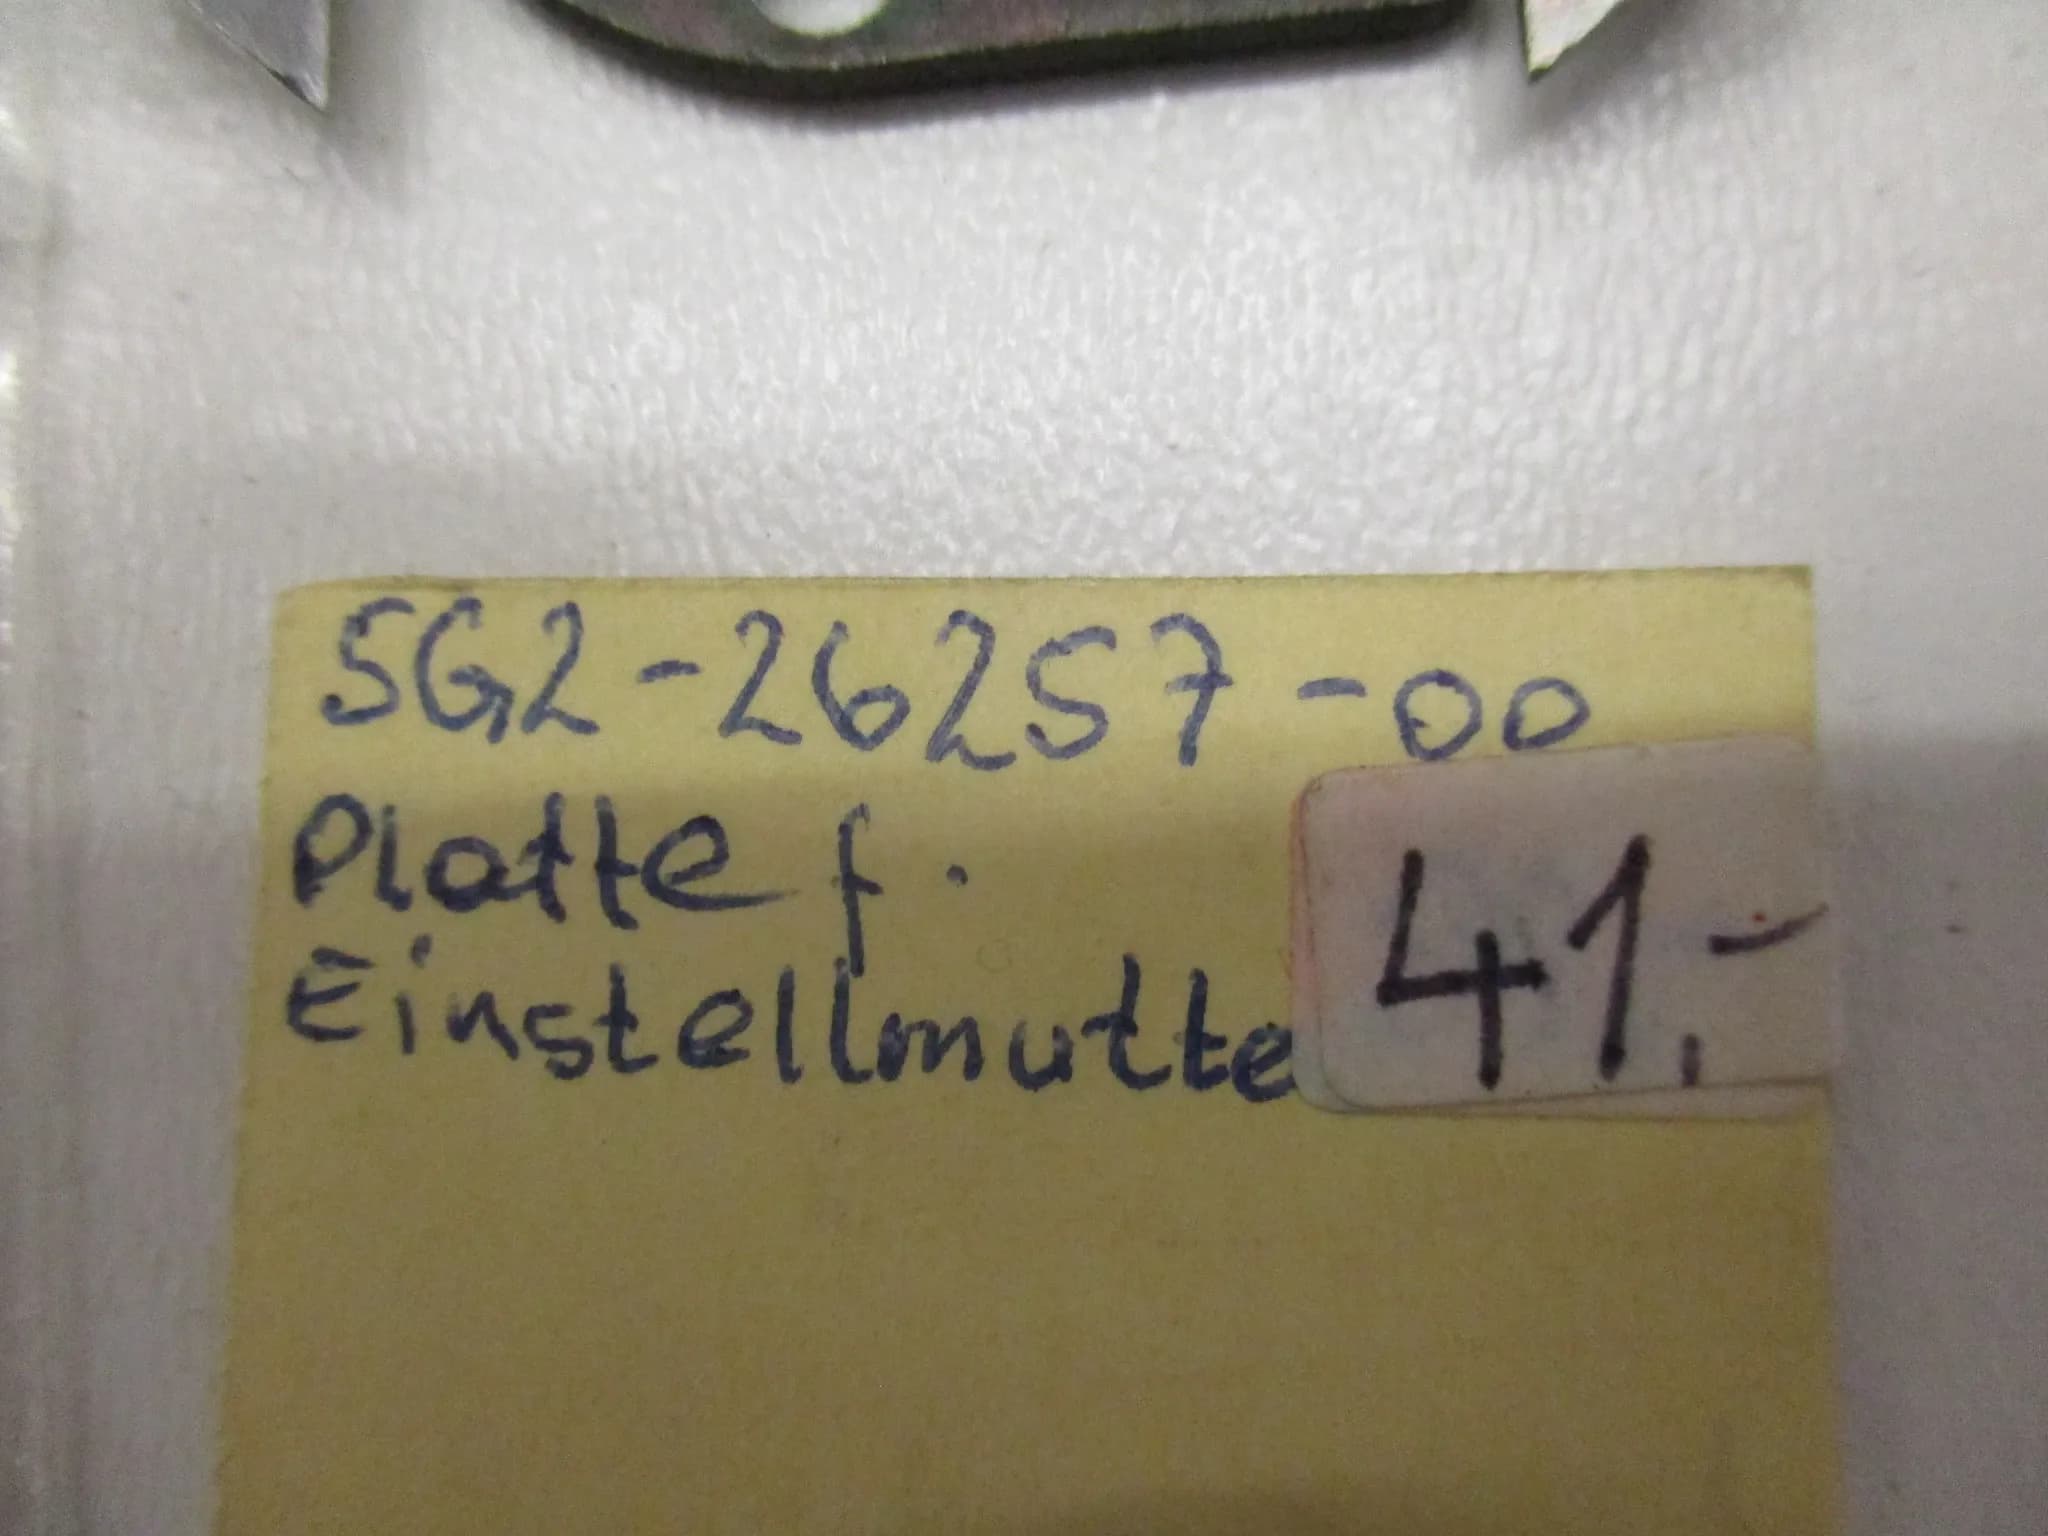 5G2-26257-00
Platte f.
Einstellmutte
41,-